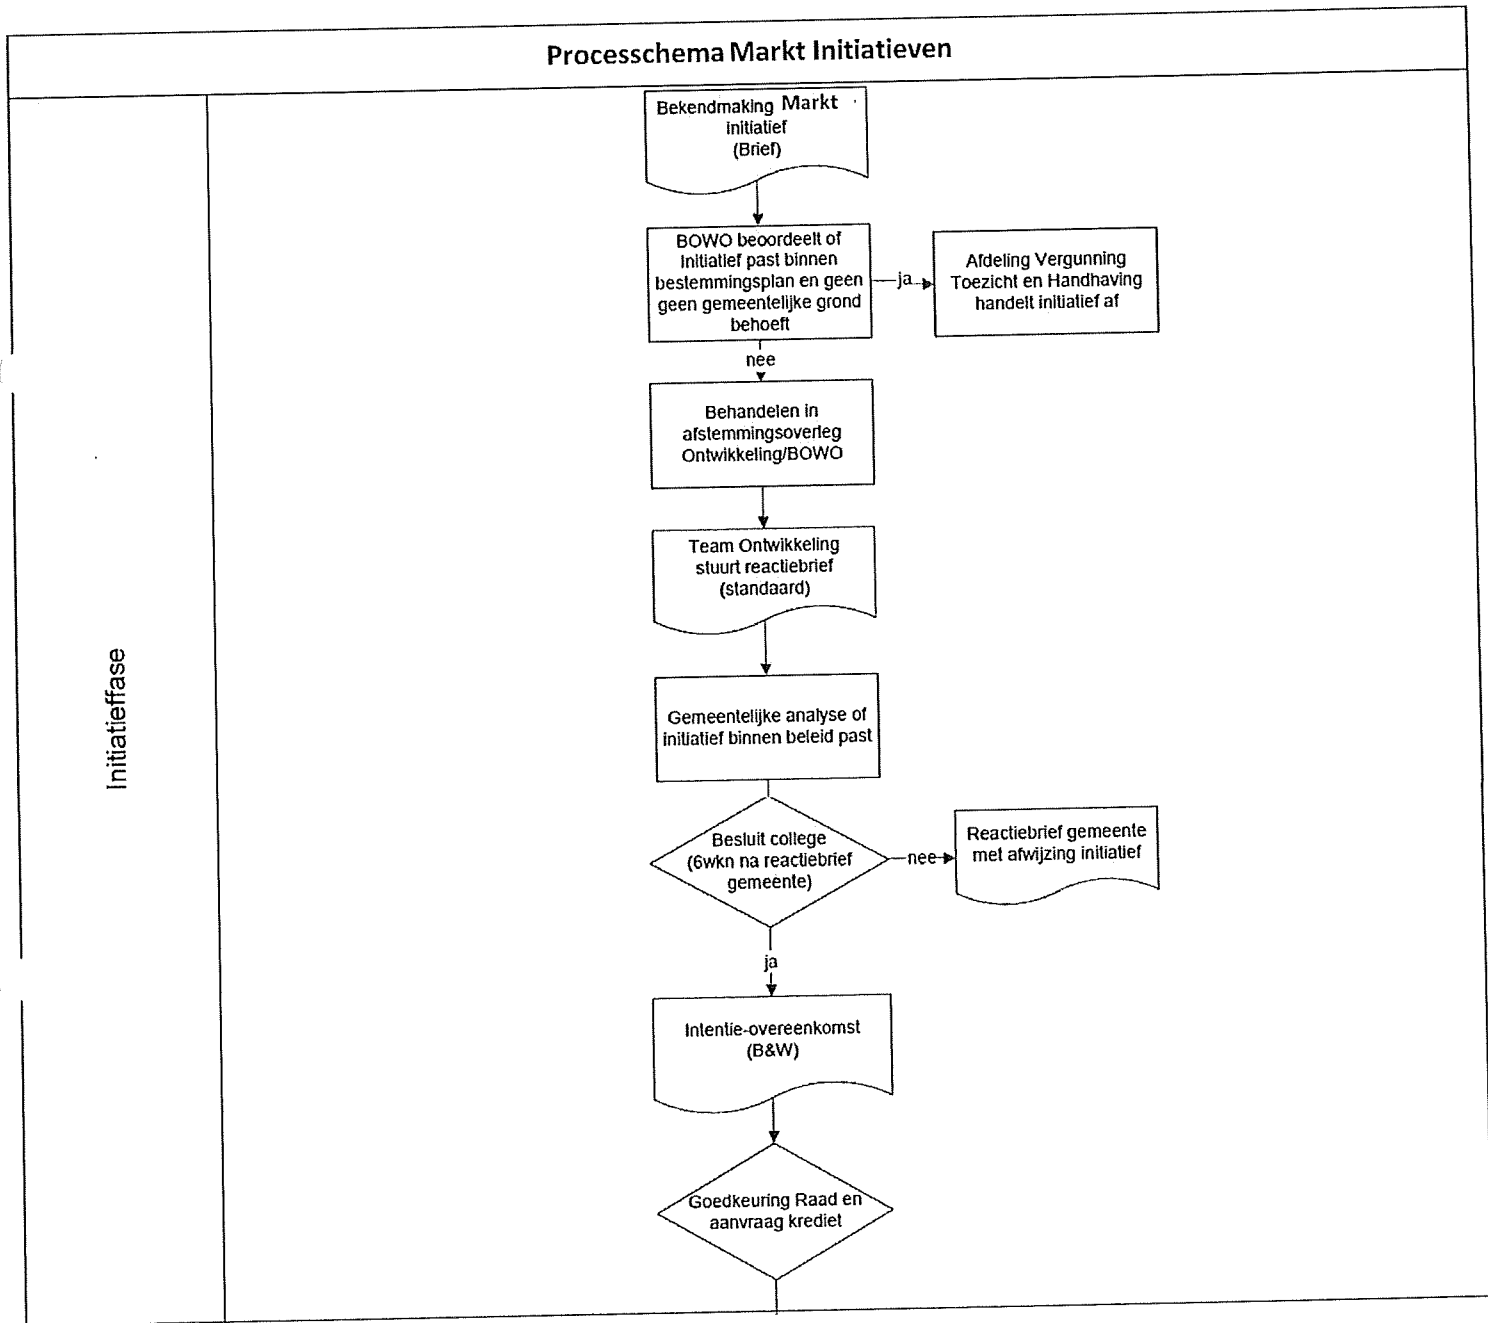 Processchema Markt Initiatieven
Initiatieffase
Bekendmaking Markt
initiatief
(Brief)
BOWO beoordeelt of
initiatief past binnen
bestemmingsplan en geen
geen gemeentelijke grond
behoeft
ja
Afdeling Vergunning
Toezicht en Handhaving
handelt initiatief af
nee
Behandelen in
afstemmingsoverleg
Ontwikkeling/BOWO
Team Ontwikkeling
stuurt reactiebrief
(standaard)
Gemeentelijke analyse of
initiatief binnen beleid past
Besluit college
(6wkn na reactiebrief
gemeente)
nee
Reactiebrief gemeente
met afwijzing initiatief
ja
Intentie-overeenkomst
(B&W)
Goedkeuring Raad en
aanvraag krediet